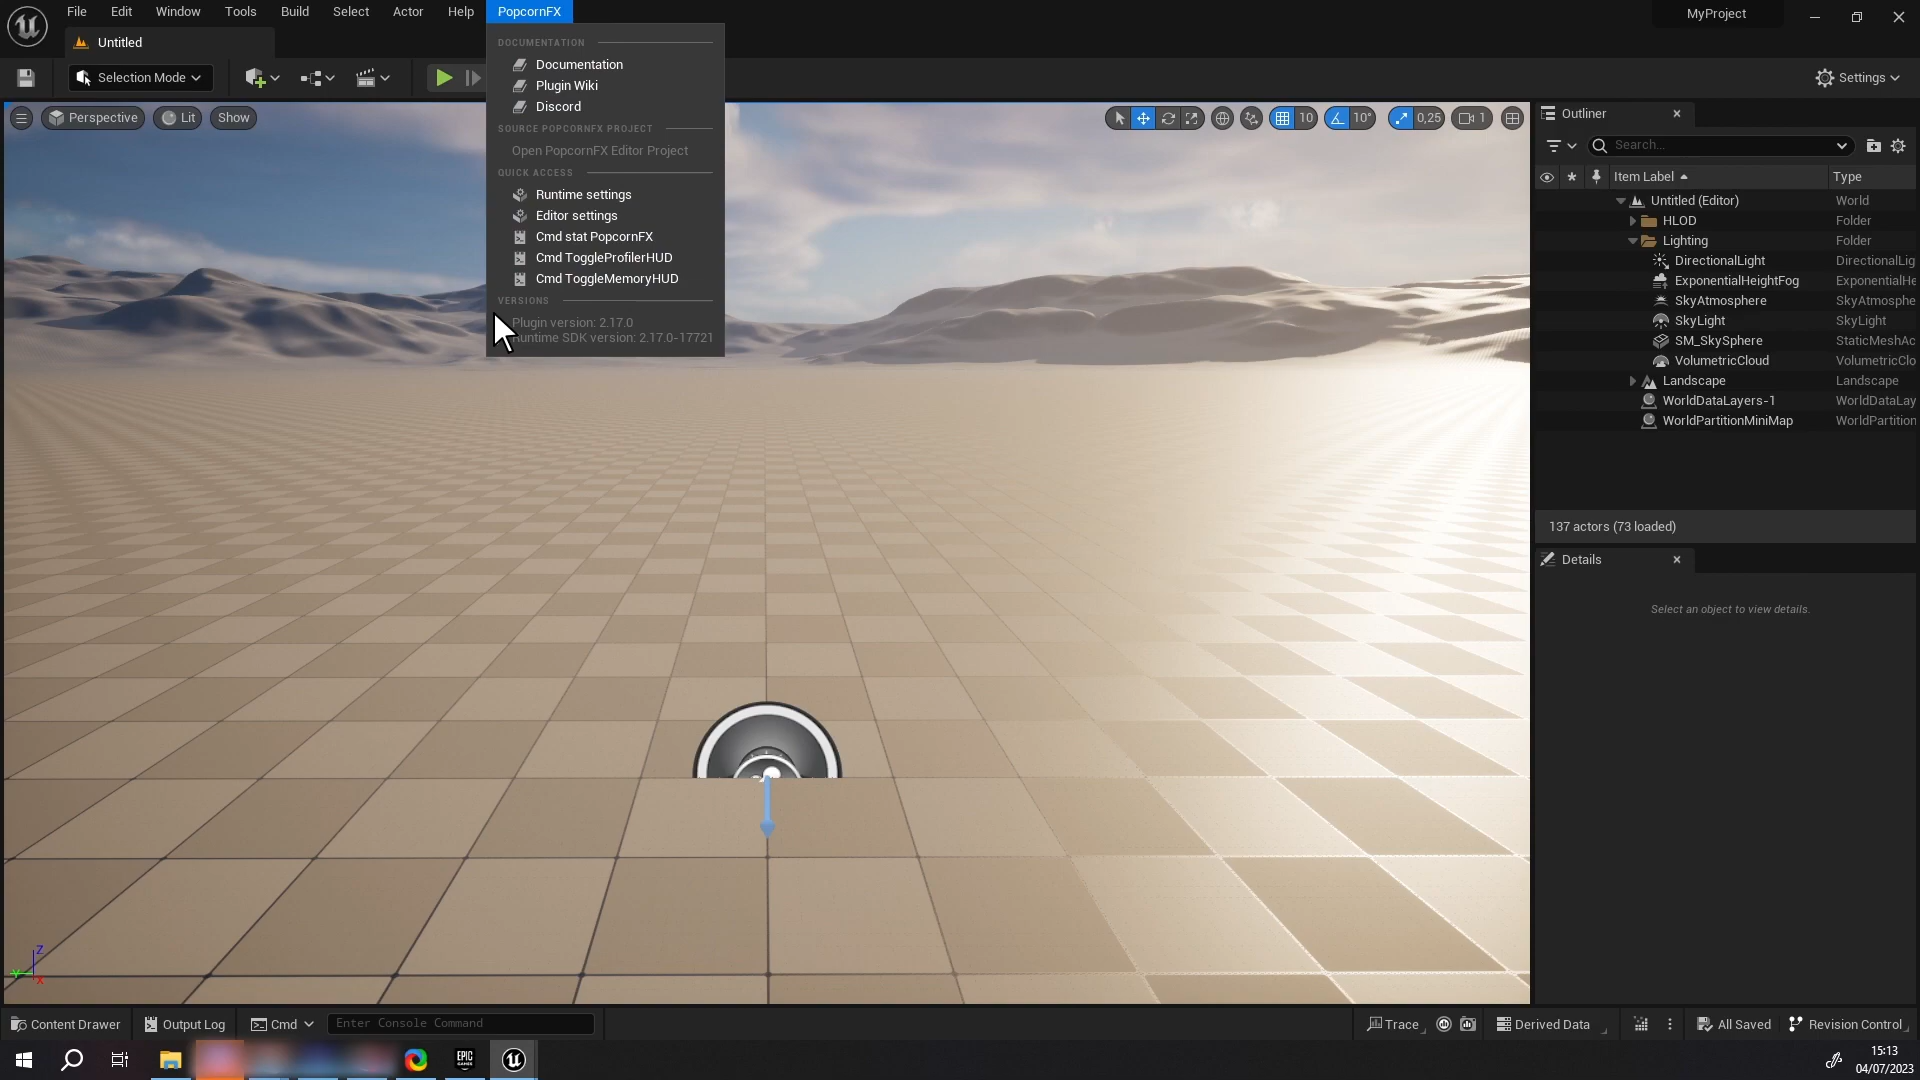 File Edit Window Tools Build Select Actor Help PopcornFX
MyProject
Untitled
Selection Mode
Settings
DOCUMENTATION
Documentation
Plugin Wiki
Discord
SOURCE POPCORNFX PROJECT
Open PopcornFX Editor Project
QUICK ACCESS
Runtime settings
Editor settings
Cmd stat PopcornFX
Cmd ToggleProfilerHUD
Cmd ToggleMemoryHUD
VERSIONS
Plugin version: 2.17.0
Runtime SDK version: 2.17.0-17721
Perspective Lit Show
10 10° 0,25 1
Outliner
Search...
Item Label Type
Untitled (Editor) World
HLOD Folder
Lighting Folder
DirectionalLight DirectionalLig
ExponentialHeightFog ExponentialHe
SkyAtmosphere SkyAtmosphe
SkyLight SkyLight
SM_SkySphere StaticMeshAc
VolumetricCloud VolumetricClo
Landscape Landscape
WorldDataLayers-1 WorldDataLay
WorldPartitionMiniMap WorldPartition
137 actors (73 loaded)
Details
Select an object to view details.
Z
Y
X
Content Drawer Output Log Cmd Enter Console Command Trace Derived Data All Saved Revision Control
EPIC GAMES
15:13
04/07/2023